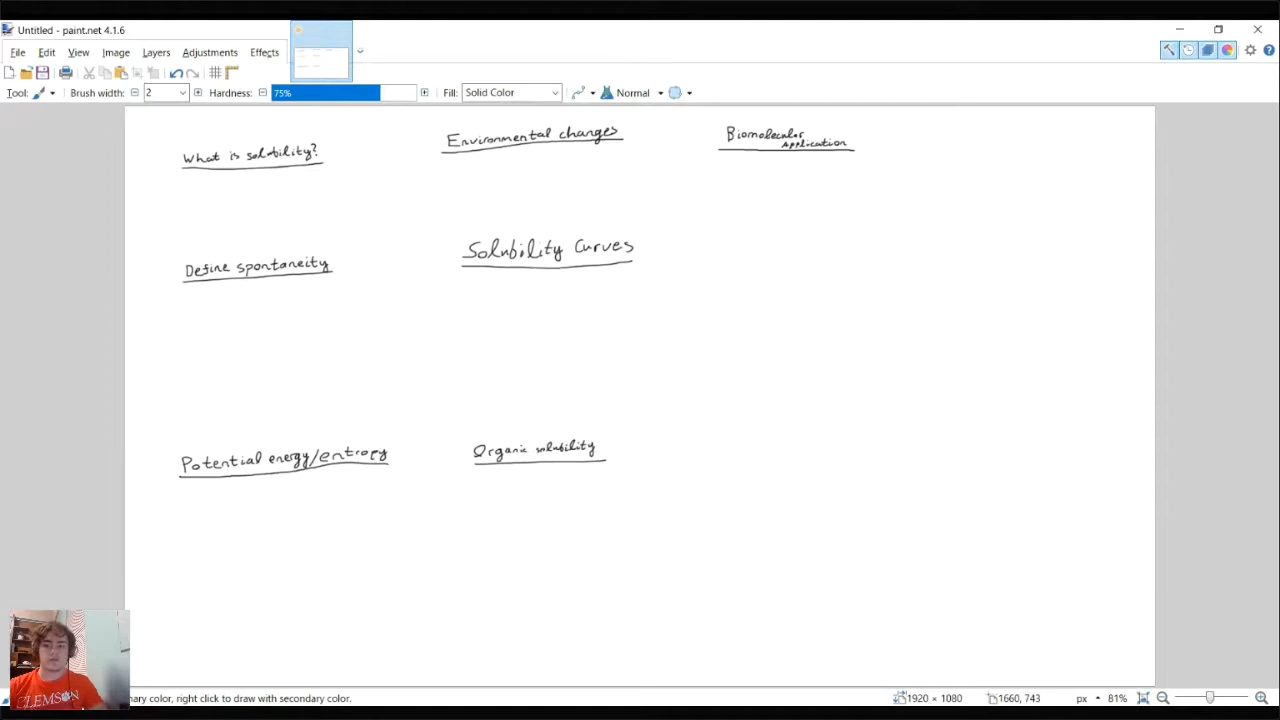 Untitled - paint.net 4.1.6
File Edit View Image Layers Adjustments Effects
Tool: Brush width: 2 Hardness: 75% Fill: Solid Color Normal
What is solubility?
Environmental changes
Biomolecular
Application
Define spontaneity
Solubility Curves
Potential energy/entropy
Organic solubility
CLEMSON
nary color, right click to draw with secondary color.
1920 × 1080
1660, 743
px
81%